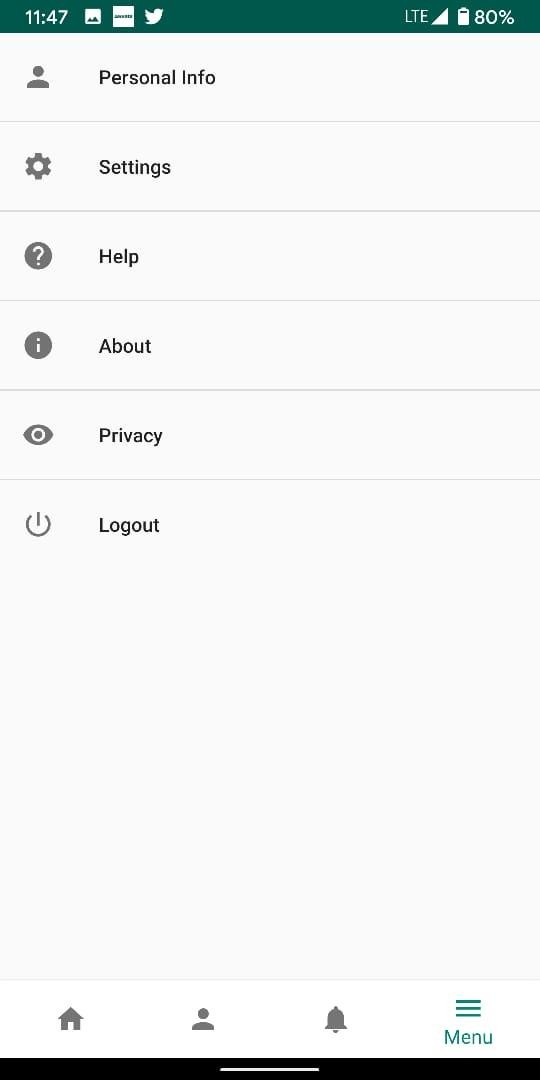 11:47 LTE 80%
Personal Info
Settings
Help
About
Privacy
Logout
Menu